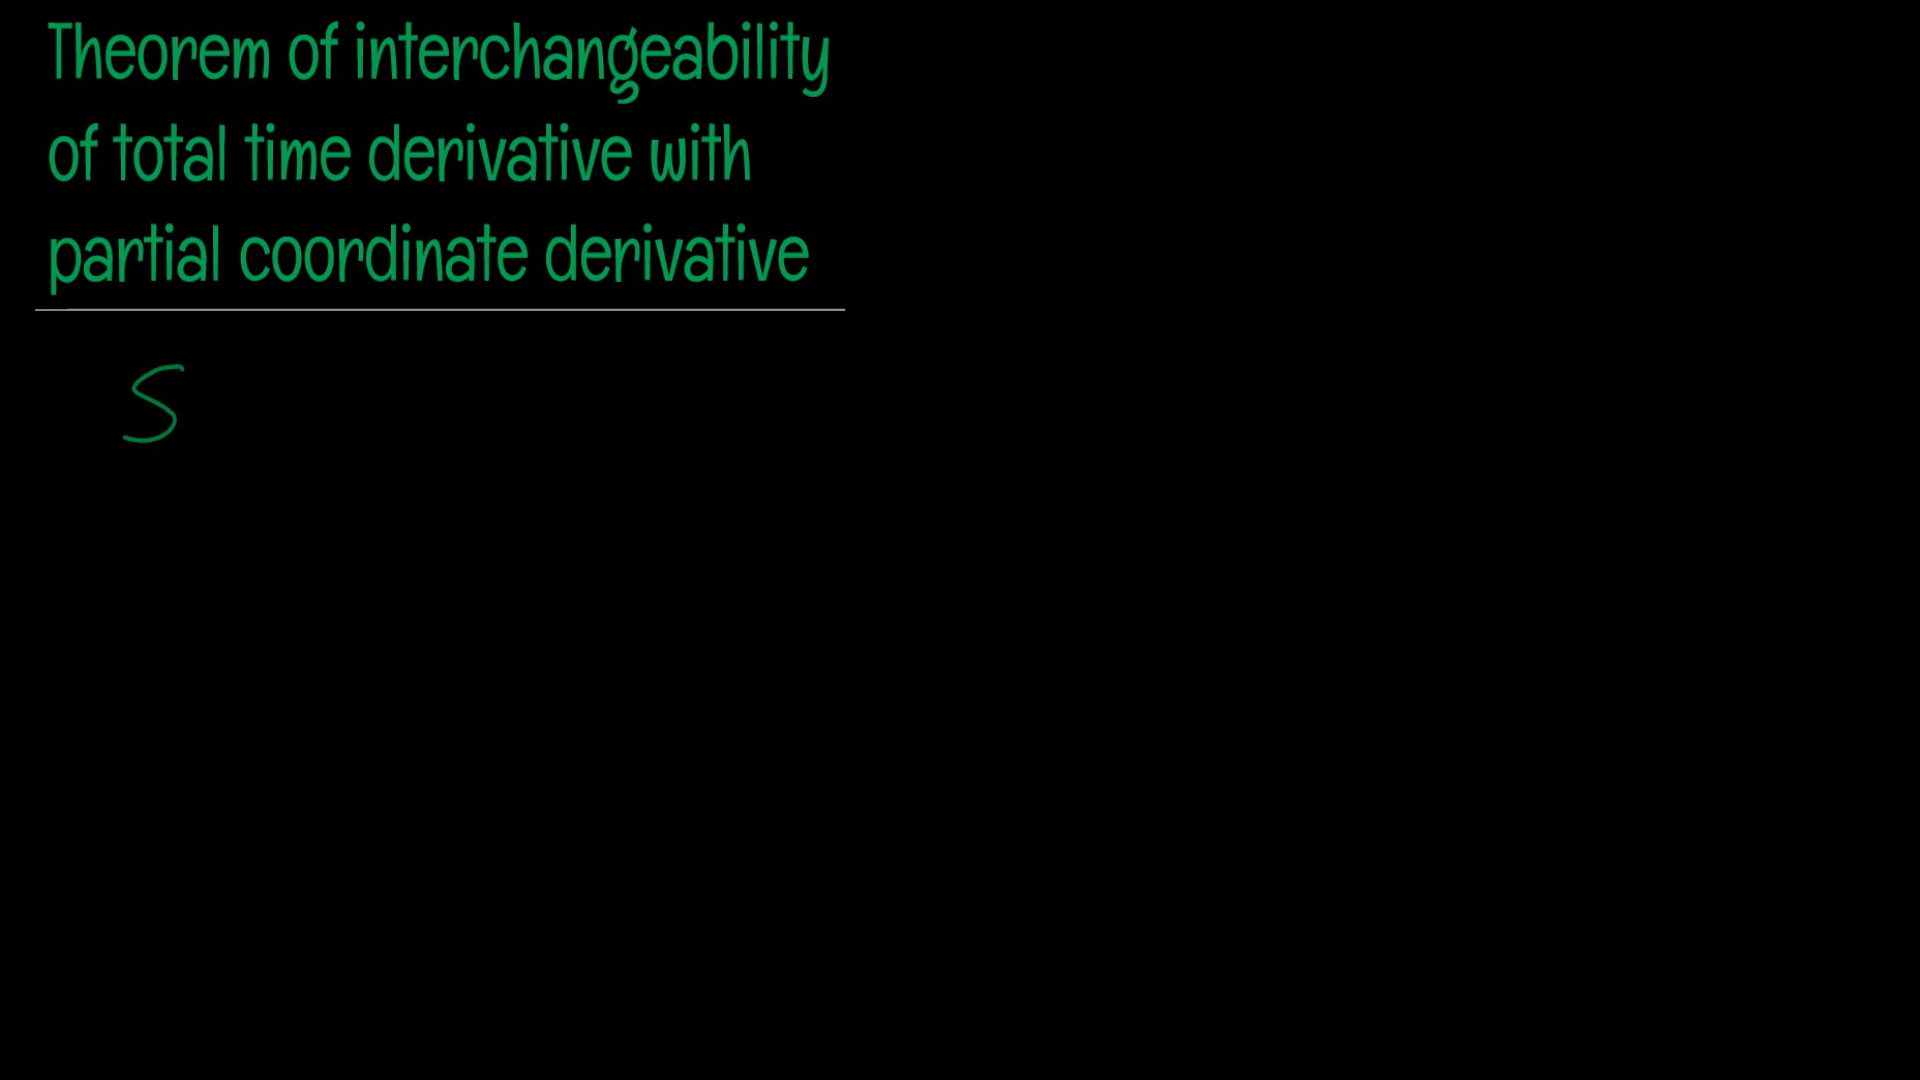 Theorem of interchangeability
of total time derivative with
partial coordinate derivative
S